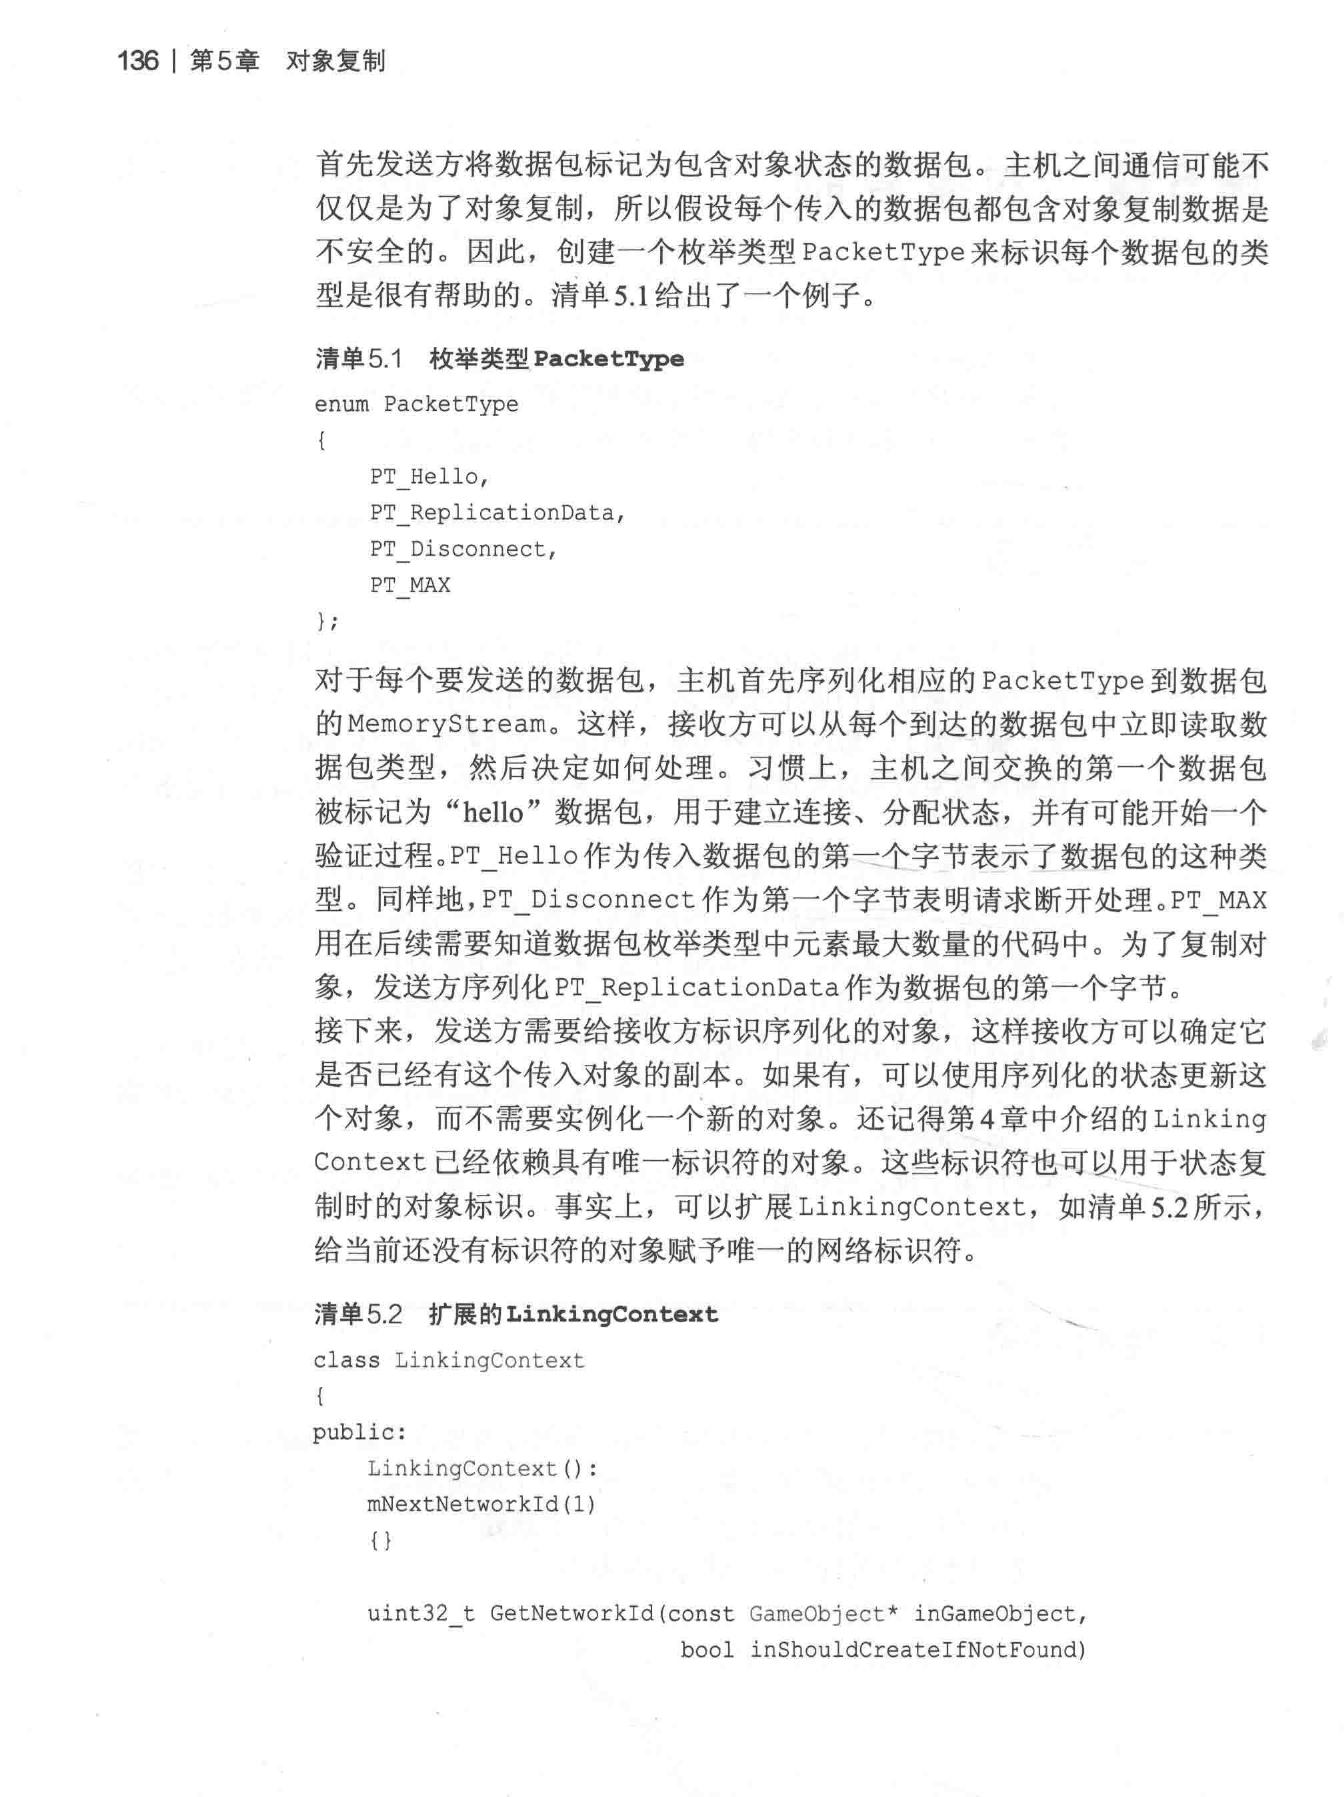 136 | 第5章 对象复制
首先发送方将数据包标记为包含对象状态的数据包。主机之间通信可能不
仅仅是为了对象复制，所以假设每个传入的数据包都包含对象复制数据是
不安全的。因此，创建一个枚举类型PacketType来标识每个数据包的类
型是很有帮助的。清单5.1给出了一个例子。
清单5.1 枚举类型PacketType
enum PacketType
{
    PT_Hello,
    PT_ReplicationData,
    PT_Disconnect,
    PT_MAX
};
对于每个要发送的数据包，主机首先序列化相应的PacketType到数据包
的MemoryStream。这样，接收方可以从每个到达的数据包中立即读取数
据包类型，然后决定如何处理。习惯上，主机之间交换的第一个数据包
被标记为“hello”数据包，用于建立连接、分配状态，并有可能开始一个
验证过程。PT_Hello作为传入数据包的第一个字节表示了数据包的这种类
型。同样地，PT_Disconnect作为第一个字节表明请求断开处理。PT_MAX
用在后续需要知道数据包枚举类型中元素最大数量的代码中。为了复制对
象，发送方序列化PT_ReplicationData作为数据包的第一个字节。
接下来，发送方需要给接收方标识序列化的对象，这样接收方可以确定它
是否已经有这个传入对象的副本。如果有，可以使用序列化的状态更新这
个对象，而不需要实例化一个新的对象。还记得第4章中介绍的Linking
Context已经依赖具有唯一标识符的对象。这些标识符也可以用于状态复
制时的对象标识。事实上，可以扩展LinkingContext，如清单5.2所示，
给当前还没有标识符的对象赋予唯一的网络标识符。
清单5.2 扩展的LinkingContext
class LinkingContext
{
public:
    LinkingContext():
    mNextNetworkId(1)
    {}
    uint32_t GetNetworkId(const GameObject* inGameObject,
                          bool inShouldCreateIfNotFound)